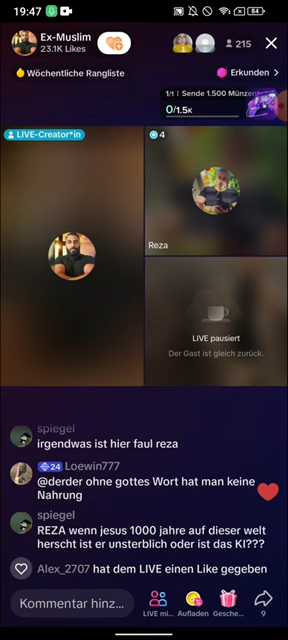 19:47
84
Ex-Muslim
23.1K Likes
215
Wöchentliche Rangliste
Erkunden
1/1 | Sende 1.500 Münzen
0/1.5K
LIVE-Creator*in
4
Reza
LIVE pausiert
Der Gast ist gleich zurück.
spiegel
irgendwas ist hier faul reza
24 Loewin777
@derder ohne gottes Wort hat man keine
Nahrung
spiegel
REZA wenn jesus 1000 jahre auf dieser welt
herscht ist er unsterblich oder ist das KI???
Alex_2707 hat dem LIVE einen Like gegeben
Kommentar hinz...
LIVE mi...
Aufladen
Gesche...
9